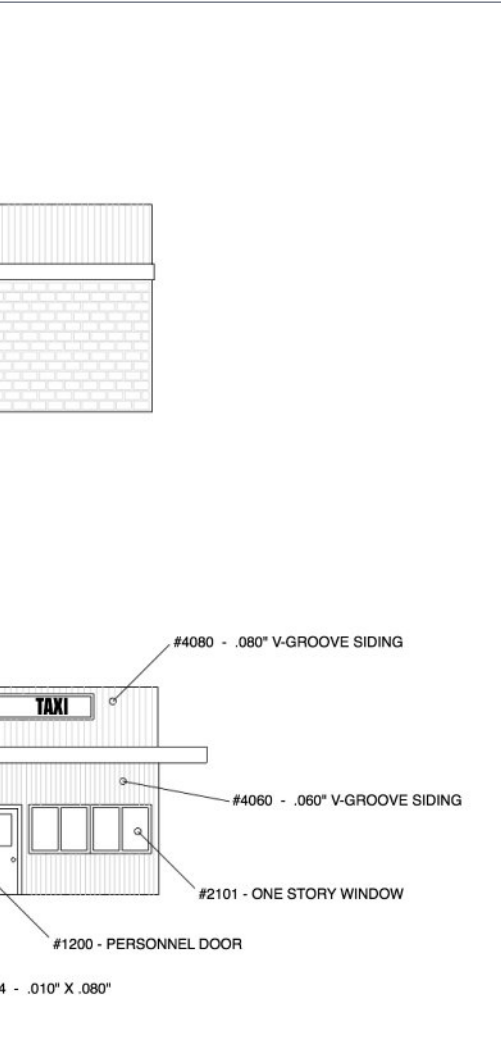 #4080 - .080" V-GROOVE SIDING
TAXI
#4060 - .060" V-GROOVE SIDING
#2101 - ONE STORY WINDOW
#1200 - PERSONNEL DOOR
4 - .010" X .080"